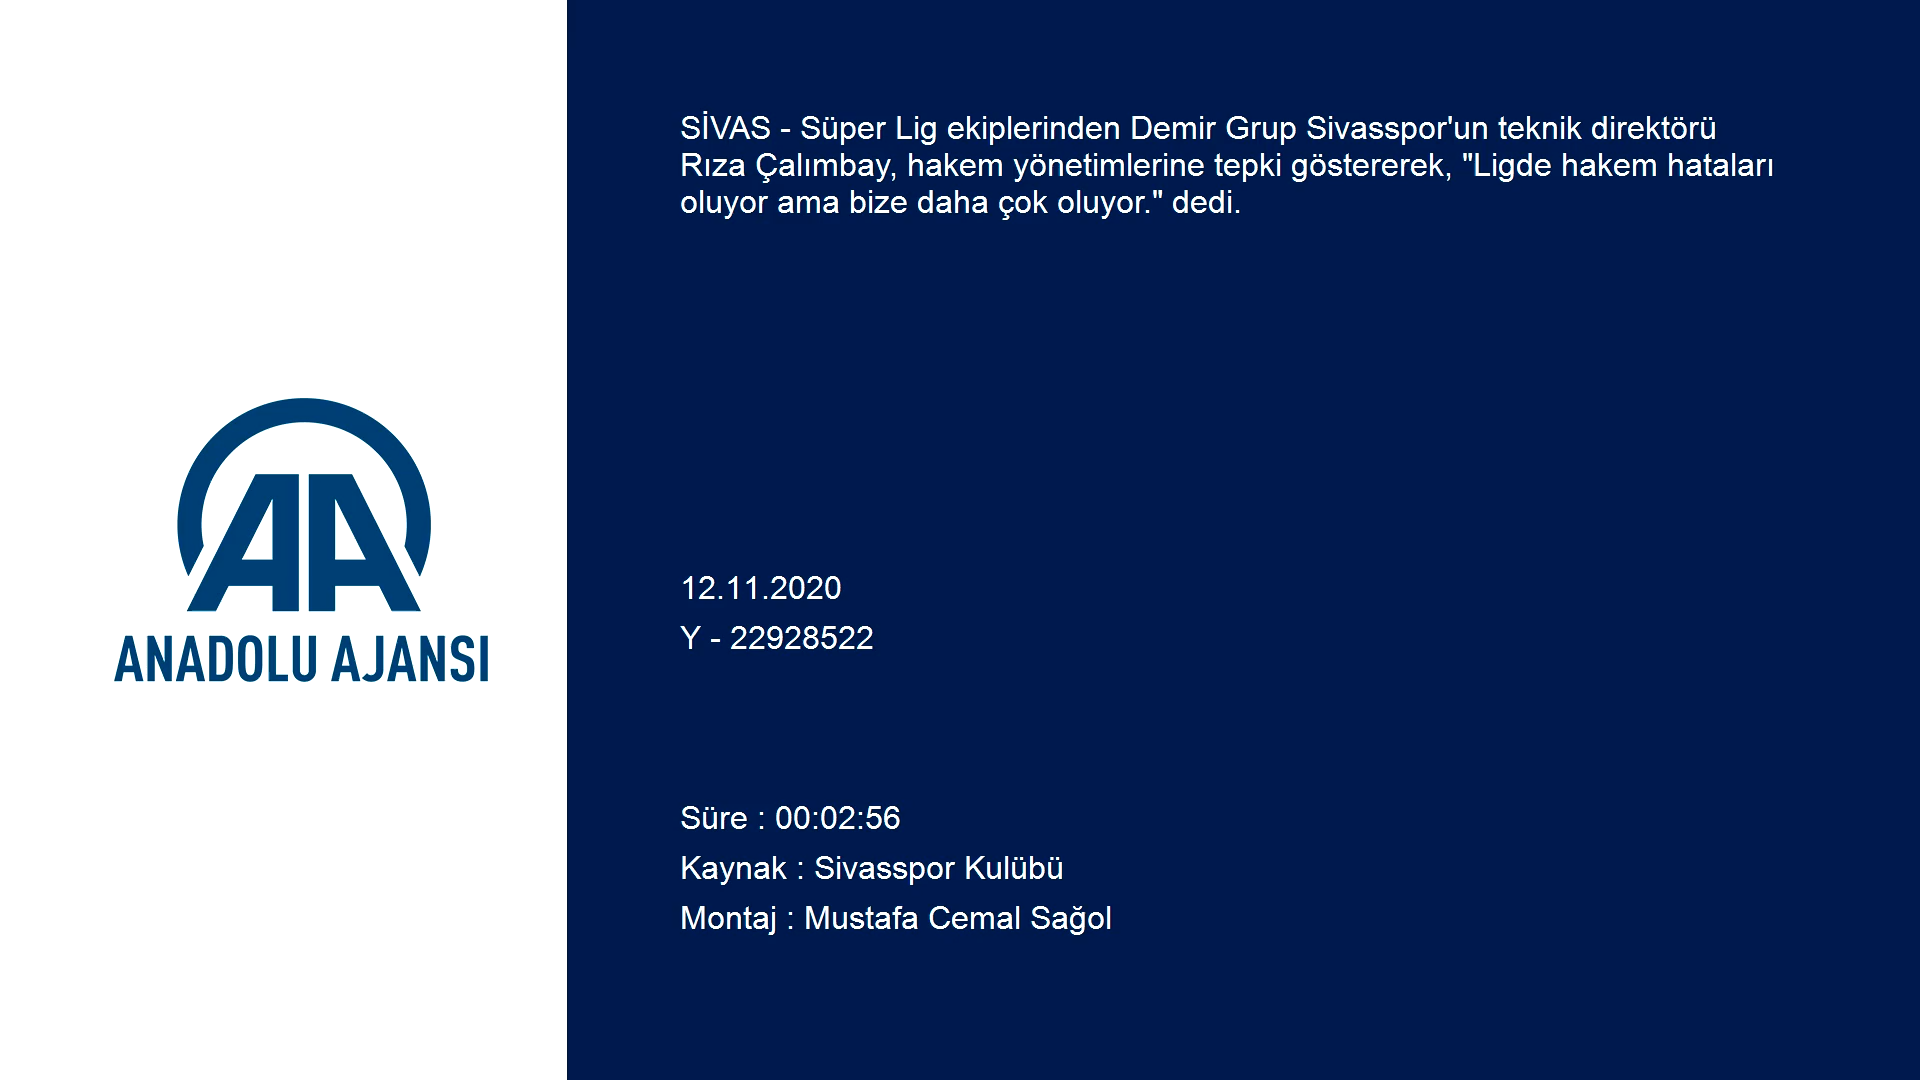 SİVAS - Süper Lig ekiplerinden Demir Grup Sivasspor'un teknik direktörü
Rıza Çalımbay, hakem yönetimlerine tepki göstererek, "Ligde hakem hataları
oluyor ama bize daha çok oluyor." dedi.
AA
ANADOLU AJANSI
12.11.2020
Y - 22928522
Süre : 00:02:56
Kaynak : Sivasspor Kulübü
Montaj : Mustafa Cemal Sağol